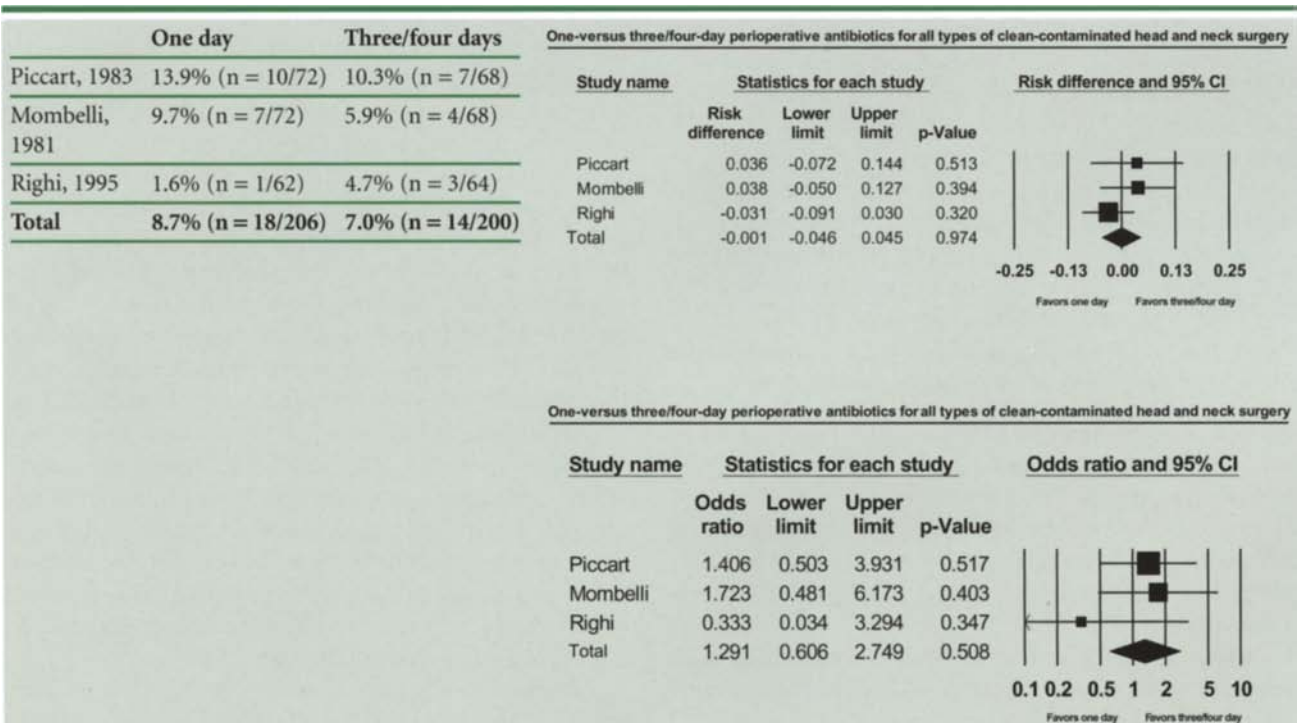 One day Three/four days
Piccart, 1983 13.9% (n = 10/72) 10.3% (n = 7/68)
Mombelli, 1981 9.7% (n = 7/72) 5.9% (n = 4/68)
Righi, 1995 1.6% (n = 1/62) 4.7% (n = 3/64)
Total 8.7% (n = 18/206) 7.0% (n = 14/200)
One-versus three/four-day perioperative antibiotics for all types of clean-contaminated head and neck surgery
Study name Statistics for each study Risk difference and 95% CI
Risk difference Lower limit Upper limit p-Value
Piccart 0.036 -0.072 0.144 0.513
Mombelli 0.038 -0.050 0.127 0.394
Righi -0.031 -0.091 0.030 0.320
Total -0.001 -0.046 0.045 0.974
-0.25 -0.13 0.00 0.13 0.25
Favors one day Favors three/four day
One-versus three/four-day perioperative antibiotics for all types of clean-contaminated head and neck surgery
Study name Statistics for each study Odds ratio and 95% CI
Odds ratio Lower limit Upper limit p-Value
Piccart 1.406 0.503 3.931 0.517
Mombelli 1.723 0.481 6.173 0.403
Righi 0.333 0.034 3.294 0.347
Total 1.291 0.606 2.749 0.508
0.1 0.2 0.5 1 2 5 10
Favors one day Favors three/four day